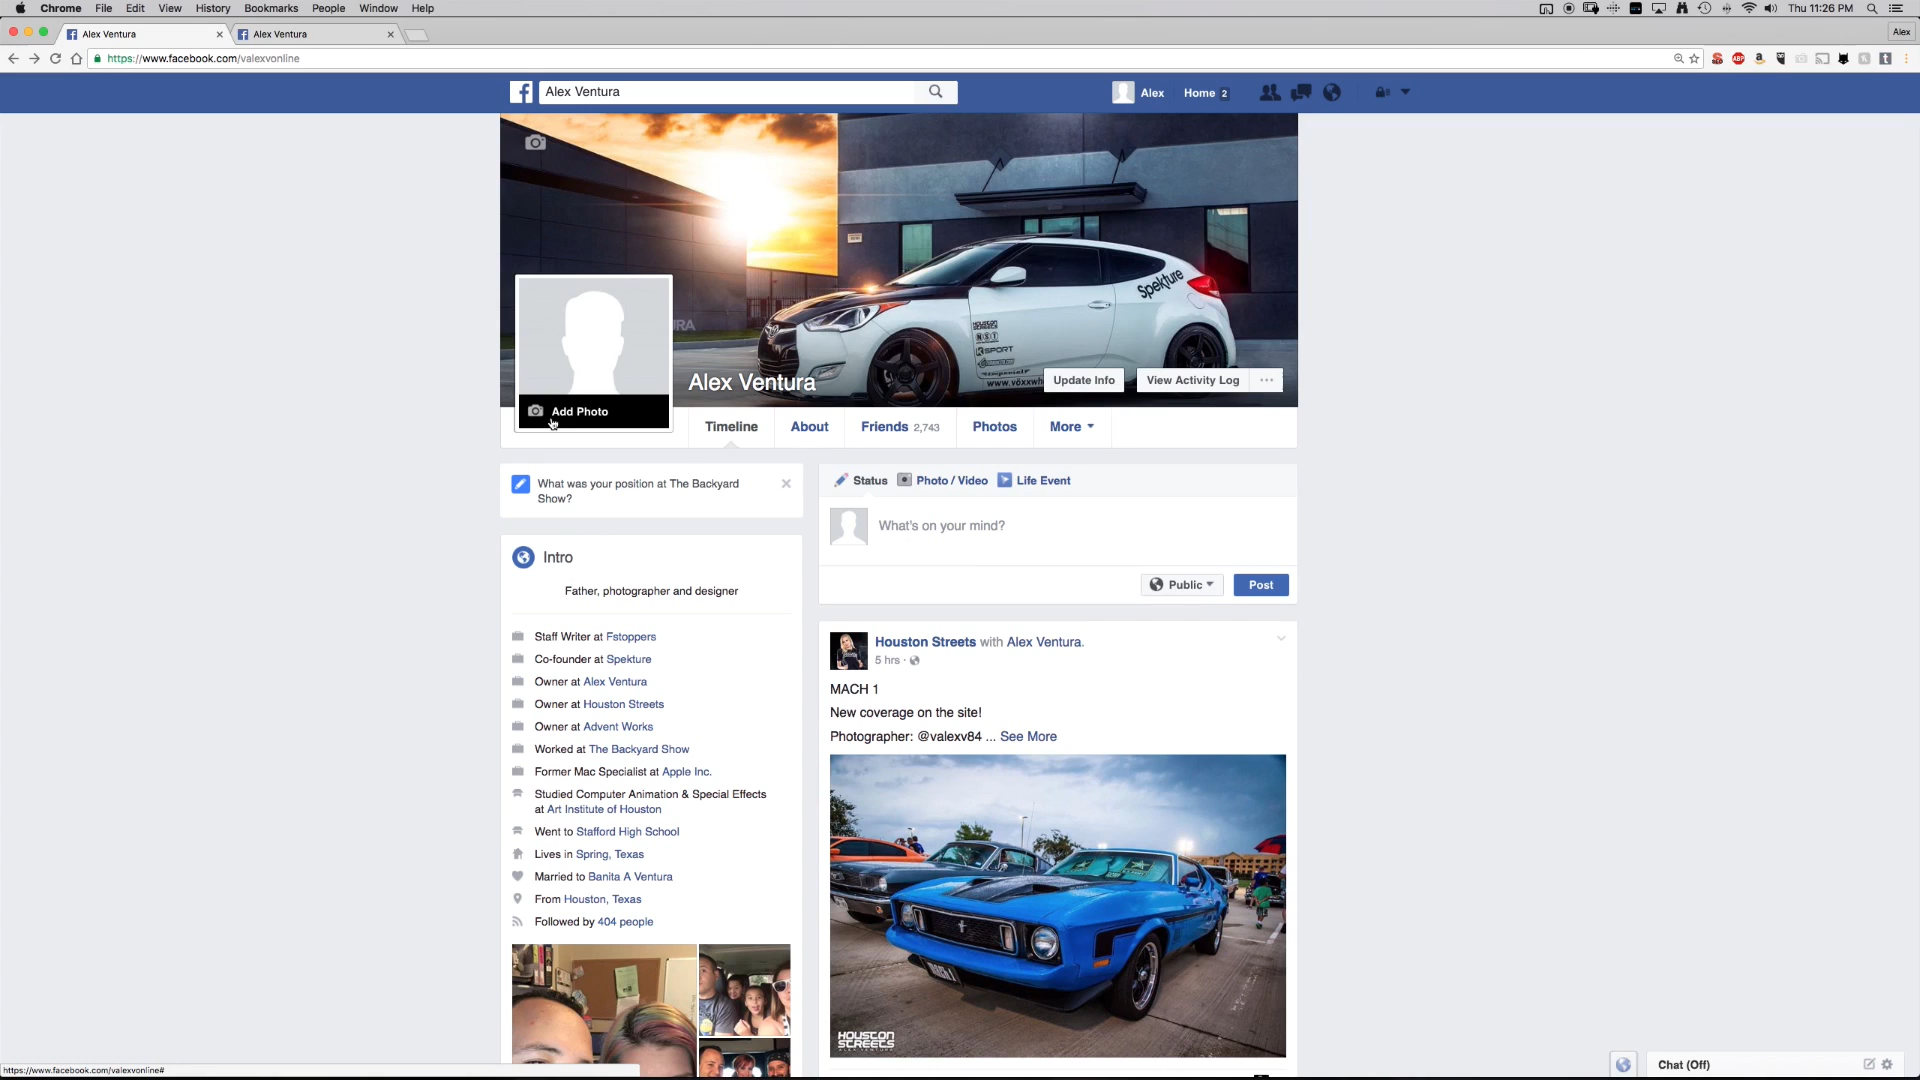 Chrome File Edit View History Bookmarks People Window Help
Thu 11:26 PM
Alex Ventura
Alex Ventura
Alex
https://www.facebook.com/valexvonline
ABP
Alex Ventura
Alex
Home 2
Spekture
HOUSTON STREETS
NST
KSPORT
Alex Ventura
Update Info
View Activity Log
Add Photo
Timeline
About
Friends 2,743
Photos
More
What was your position at The Backyard
Show?
Status
Photo / Video
Life Event
What's on your mind?
Public
Post
Intro
Father, photographer and designer
Staff Writer at Fstoppers
Co-founder at Spekture
Owner at Alex Ventura
Owner at Houston Streets
Owner at Advent Works
Worked at The Backyard Show
Former Mac Specialist at Apple Inc.
Studied Computer Animation & Special Effects
at Art Institute of Houston
Went to Stafford High School
Lives in Spring, Texas
Married to Banita A Ventura
From Houston, Texas
Followed by 404 people
Houston Streets with Alex Ventura.
5 hrs ·
MACH 1
New coverage on the site!
Photographer: @valexv84 ... See More
HOUSTON
STREETS
https://www.facebook.com/valexvonline#
Chat (Off)